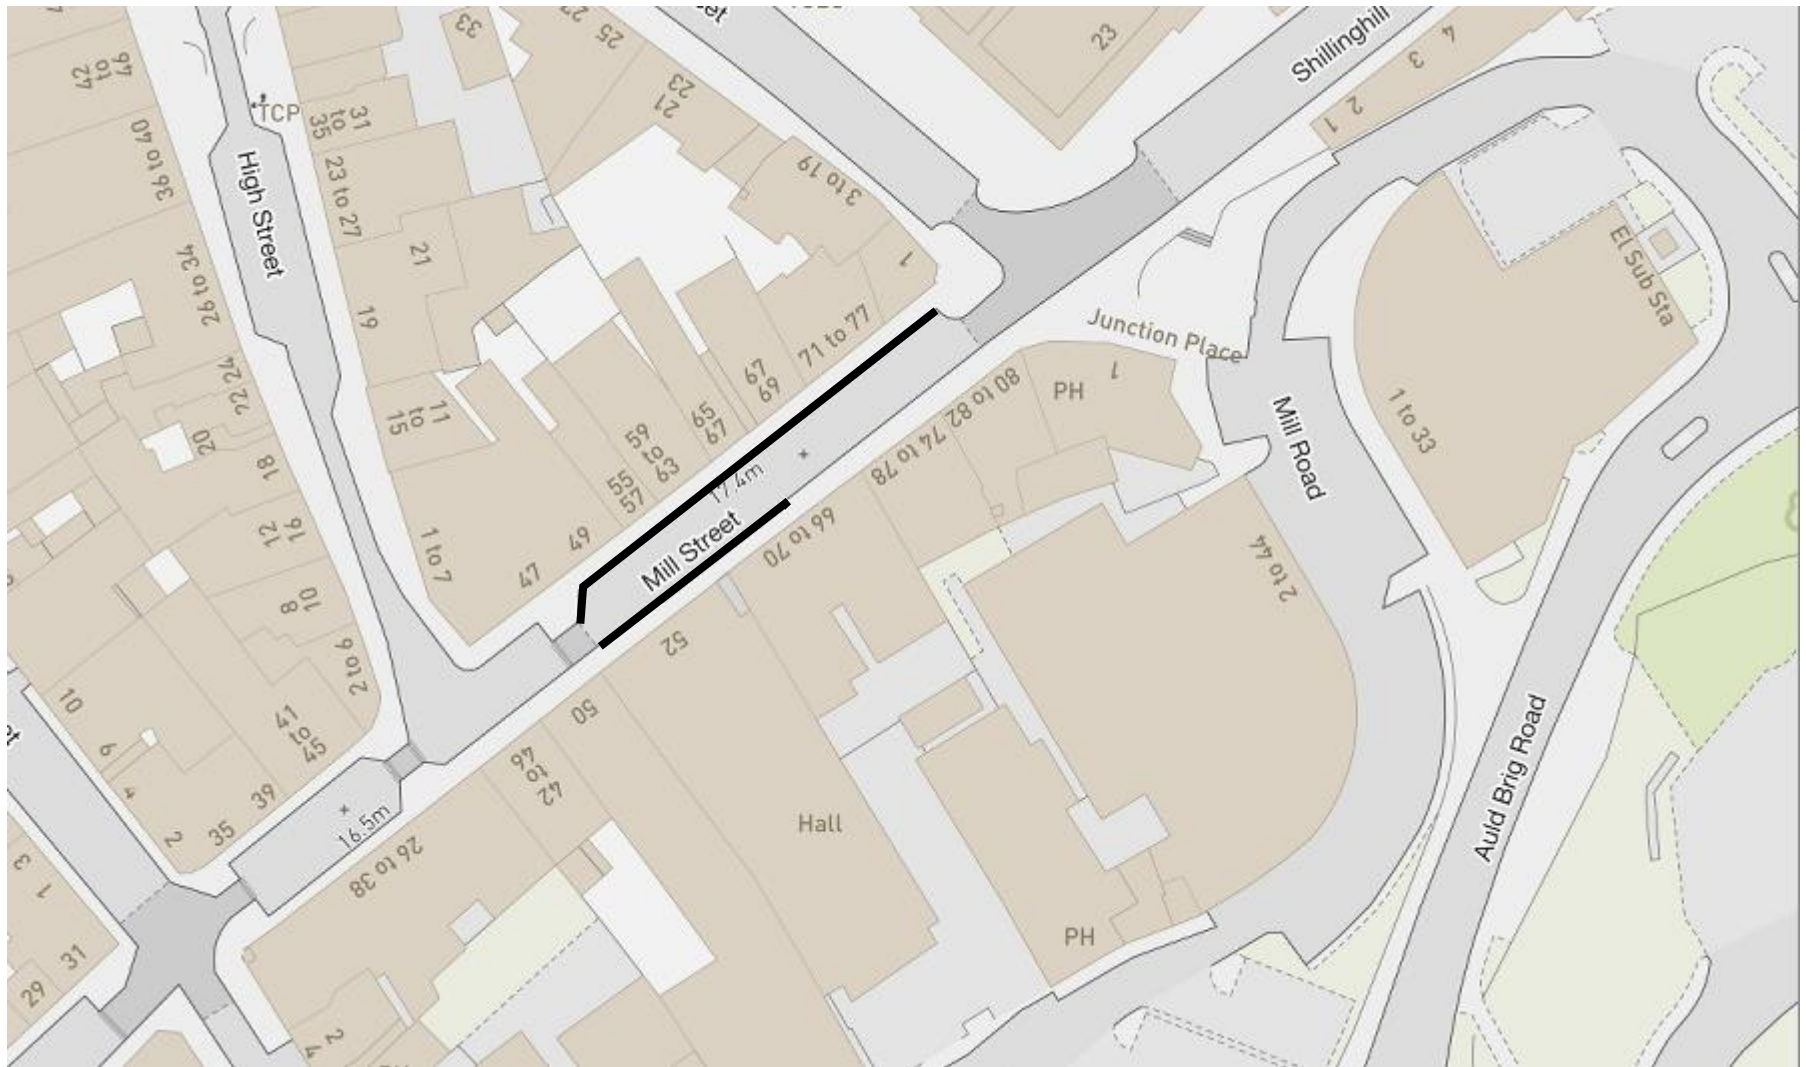 33
27
25
23
Shillinghill
4
3
2
1
46
to
42
TCP
31
to
35
21
23
36 to 40
High Street
23 to 27
3 to 19
21
1
El Sub Sta
26 to 34
19
71 to 77
Junction Place
22 24
67
69
80 to 82
PH
1
11
to
15
65
67
Mill Road
1 to 33
20
18
59
to
63
74 to 78
17.4m
55
57
16
12
1 to 7
49
47
Mill Street
66 to 70
2 to 44
10
8
52
2 to 6
10
50
41
to
45
6
46
to
42
Auld Brig Road
4
39
16.5m
35
2
Hall
26 to 38
3
1
31
29
PH
2
4